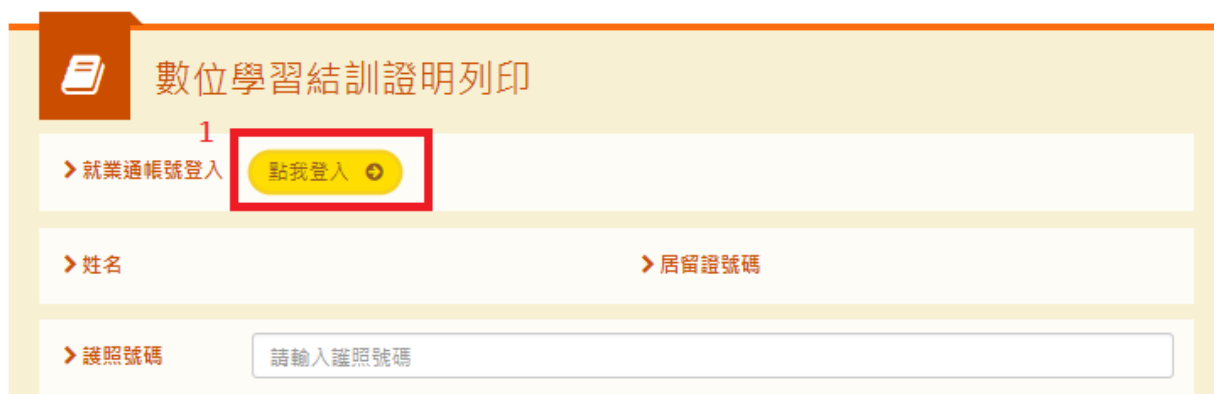 數位學習結訓證明列印
1
就業通帳號登入 點我登入
姓名 居留證號碼
護照號碼 請輸入護照號碼